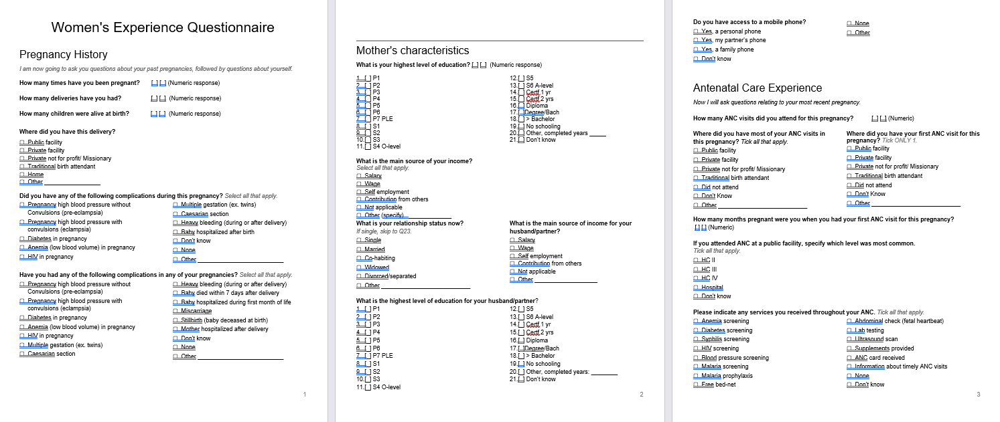 Women's Experience Questionnaire
Pregnancy History
I am now going to ask you questions about your past pregnancies, followed by questions about yourself.
How many times have you been pregnant? [_] [_] (Numeric response)
How many deliveries have you had? [_] [_] (Numeric response)
How many children were alive at birth? [_] [_] (Numeric response)
Where did you have this delivery?
☐ Public facility
☐ Private facility
☐ Private not for profit/ Missionary
☐ Traditional birth attendant
☐ Home
☐ Other ________________
Did you have any of the following complications during this pregnancy? Select all that apply.
☐ Pregnancy high blood pressure without
Convulsions (pre-eclampsia)
☐ Pregnancy high blood pressure with
convulsions (eclampsia)
☐ Diabetes in pregnancy
☐ Anemia (low blood volume) in pregnancy
☐ HIV in pregnancy
☐ Multiple gestation (ex. twins)
☐ Caesarian section
☐ Heavy bleeding (during or after delivery)
☐ Baby hospitalized after birth
☐ Don't know
☐ None
☐ Other ________________
Have you had any of the following complications in any of your pregnancies? Select all that apply.
☐ Pregnancy high blood pressure without
Convulsions (pre-eclampsia)
☐ Pregnancy high blood pressure with
convulsions (eclampsia)
☐ Diabetes in pregnancy
☐ Anemia (low blood volume) in pregnancy
☐ HIV in pregnancy
☐ Multiple gestation (ex. twins)
☐ Caesarian section
☐ Heavy bleeding (during or after delivery)
☐ Baby died within 7 days after delivery
☐ Baby hospitalized during first month of life
☐ Miscarriage
☐ Stillbirth (baby deceased at birth)
☐ Mother hospitalized after delivery
☐ Don't know
☐ None
☐ Other ________________
1
Mother's characteristics
What is your highest level of education? [_] [_] (Numeric response)
1. [_] P1
2. [_] P2
3. [_] P3
4. [_] P4
5. [_] P5
6. [_] P6
7. [_] P7 PLE
8. [_] S1
9. [_] S2
10.[_] S3
11.[_] S4 O-level
12.[_] S5
13.[_] S6 A-level
14.[_] Certf.1 yr
15.[_] Certf.2 yrs
16.[_] Diploma
17.[_]Degree/Bach
18.[_] > Bachelor
19.[_] No schooling
20.[_] Other, completed years _____
21.[_] Don't know
What is the main source of your income?
Select all that apply.
☐ Salary
☐ Wage
☐ Self employment
☐ Contribution from others
☐ Not applicable
☐ Other (specify)______________
What is your relationship status now?
If single, skip to Q23.
☐ Single
☐ Married
☐ Co-habiting
☐ Widowed
☐ Divorced/separated
☐ Other ________________
What is the main source of income for your
husband/partner?
☐ Salary
☐ Wage
☐ Self employment
☐ Contribution from others
☐ Not applicable
☐ Other ________________
What is the highest level of education for your husband/partner?
1. [_] P1
2. [_] P2
3. [_] P3
4. [_] P4
5. [_] P5
6. [_] P6
7. [_] P7 PLE
8. [_] S1
9. [_] S2
10.[_] S3
11.[_] S4 O-level
12.[_] S5
13.[_] S6 A-level
14.[_] Certf.1 yr
15.[_] Certf.2 yrs
16.[_] Diploma
17.[_]Degree/Bach
18.[_] > Bachelor
19.[_] No schooling
20.[_] Other, completed years: ________
21.[_] Don't know
2
Do you have access to a mobile phone?
☐ Yes, a personal phone
☐ Yes, my partner's phone
☐ Yes, a family phone
☐ Don't know
☐ None
☐ Other
Antenatal Care Experience
Now I will ask questions relating to your most recent pregnancy.
How many ANC visits did you attend for this pregnancy? [_] [_] (Numeric)
Where did you have most of your ANC visits in
this pregnancy? Tick all that apply.
☐ Public facility
☐ Private facility
☐ Private not for profit/ Missionary
☐ Traditional birth attendant
☐ Did not attend
☐ Don't Know
☐ Other ________________
Where did you have your first ANC visit for this
pregnancy? Tick ONLY 1.
☐ Public facility
☐ Private facility
☐ Private not for profit/ Missionary
☐ Traditional birth attendant
☐ Did not attend
☐ Don't Know
☐ Other ________________
How many months pregnant were you when you had your first ANC visit for this pregnancy?
[_] [_] (Numeric)
If you attended ANC at a public facility, specify which level was most common.
Tick all that apply.
☐ HC II
☐ HC III
☐ HC IV
☐ Hospital
☐ Don't know
Please indicate any services you received throughout your ANC. Tick all that apply.
☐ Anemia screening
☐ Diabetes screening
☐ Syphilis screening
☐ HIV screening
☐ Blood pressure screening
☐ Malaria screening
☐ Malaria prophylaxis
☐ Free bed-net
☐ Abdominal check (fetal heartbeat)
☐ Lab testing
☐ Ultrasound scan
☐ Supplements provided
☐ ANC card received
☐ Information about timely ANC visits
☐ None
☐ Don't know
3